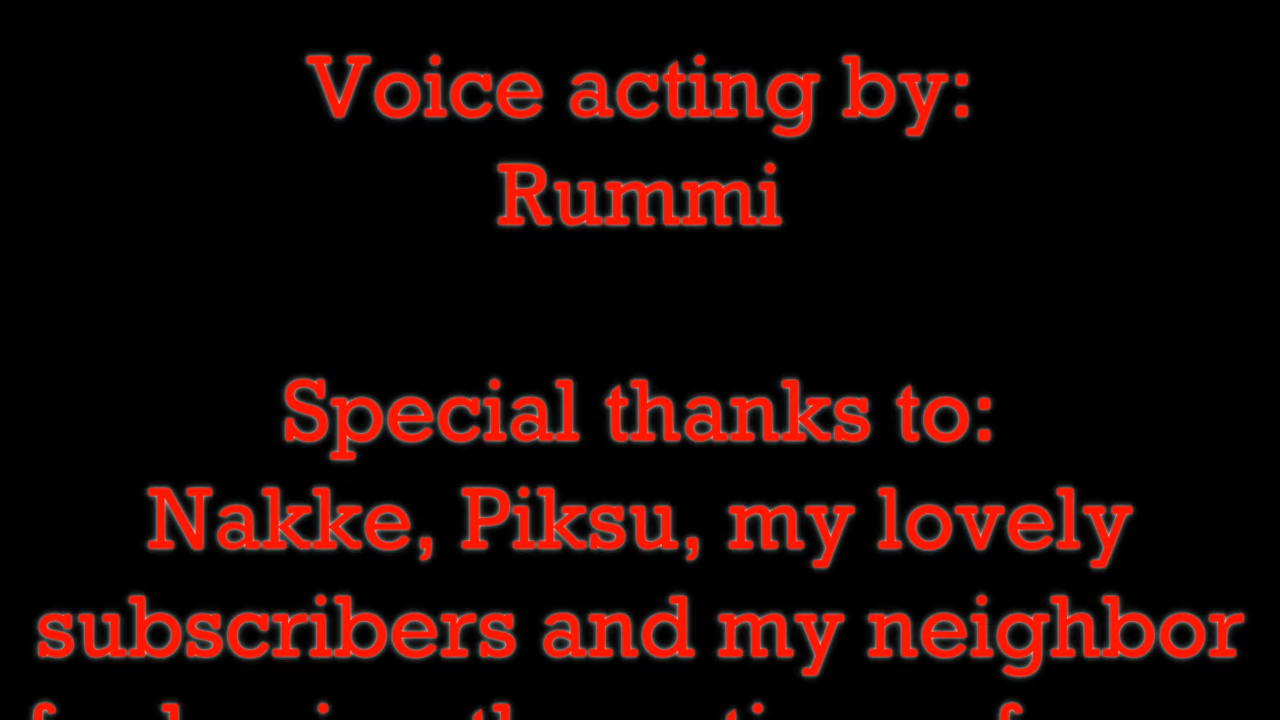 Voice acting by:
Rummi
Special thanks to:
Nakke, Piksu, my lovely
subscribers and my neighbor